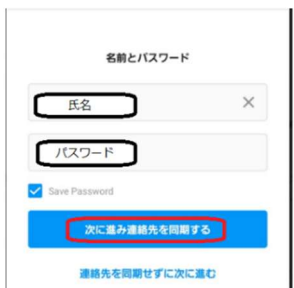 名前とパスワード
氏名
パスワード
Save Password
次に進み連絡先を同期する
連絡先を同期せずに次に進む